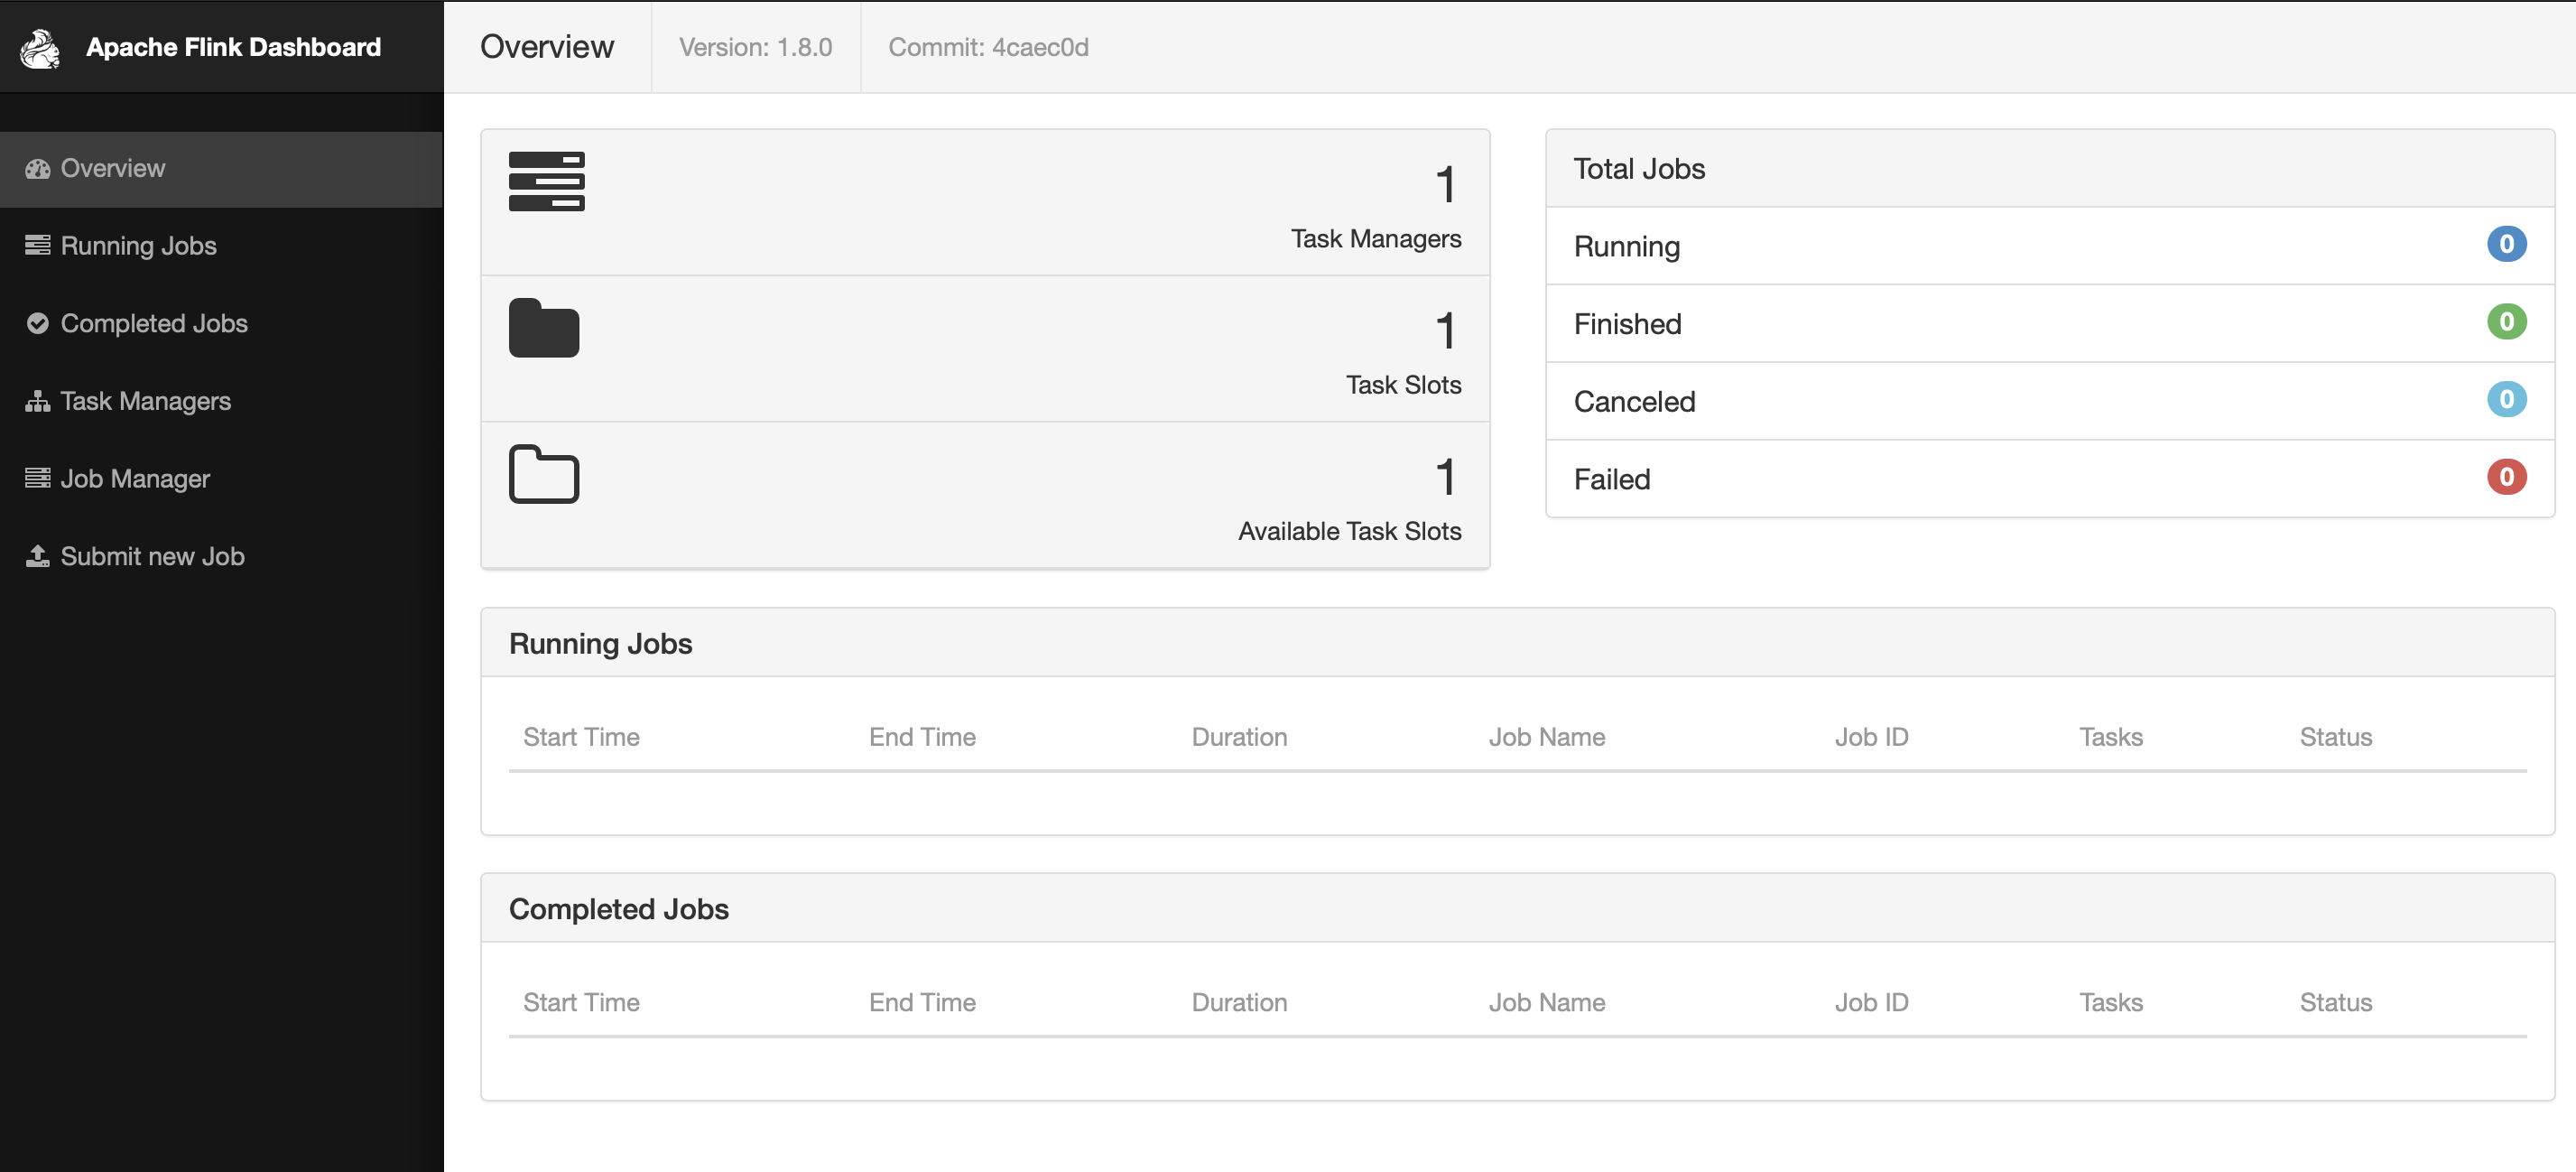 Apache Flink Dashboard
Overview
Version: 1.8.0
Commit: 4caec0d
Overview
Running Jobs
Completed Jobs
Task Managers
Job Manager
Submit new Job
1
Task Managers
1
Task Slots
1
Available Task Slots
Total Jobs
Running 0
Finished 0
Canceled 0
Failed 0
Running Jobs
Start Time End Time Duration Job Name Job ID Tasks Status
Completed Jobs
Start Time End Time Duration Job Name Job ID Tasks Status